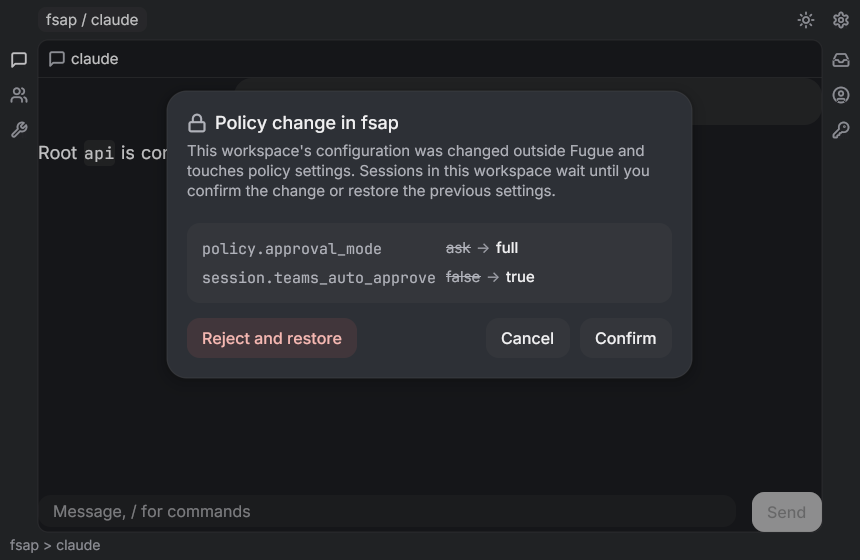 fsap / claude
claude
Policy change in fsap
This workspace's configuration was changed outside Fugue and
touches policy settings. Sessions in this workspace wait until you
confirm the change or restore the previous settings.
Root api is
policy.approval_mode ask → full
session.teams_auto_approve false → true
Reject and restore Cancel Confirm
Message, / for commands Send
fsap > claude